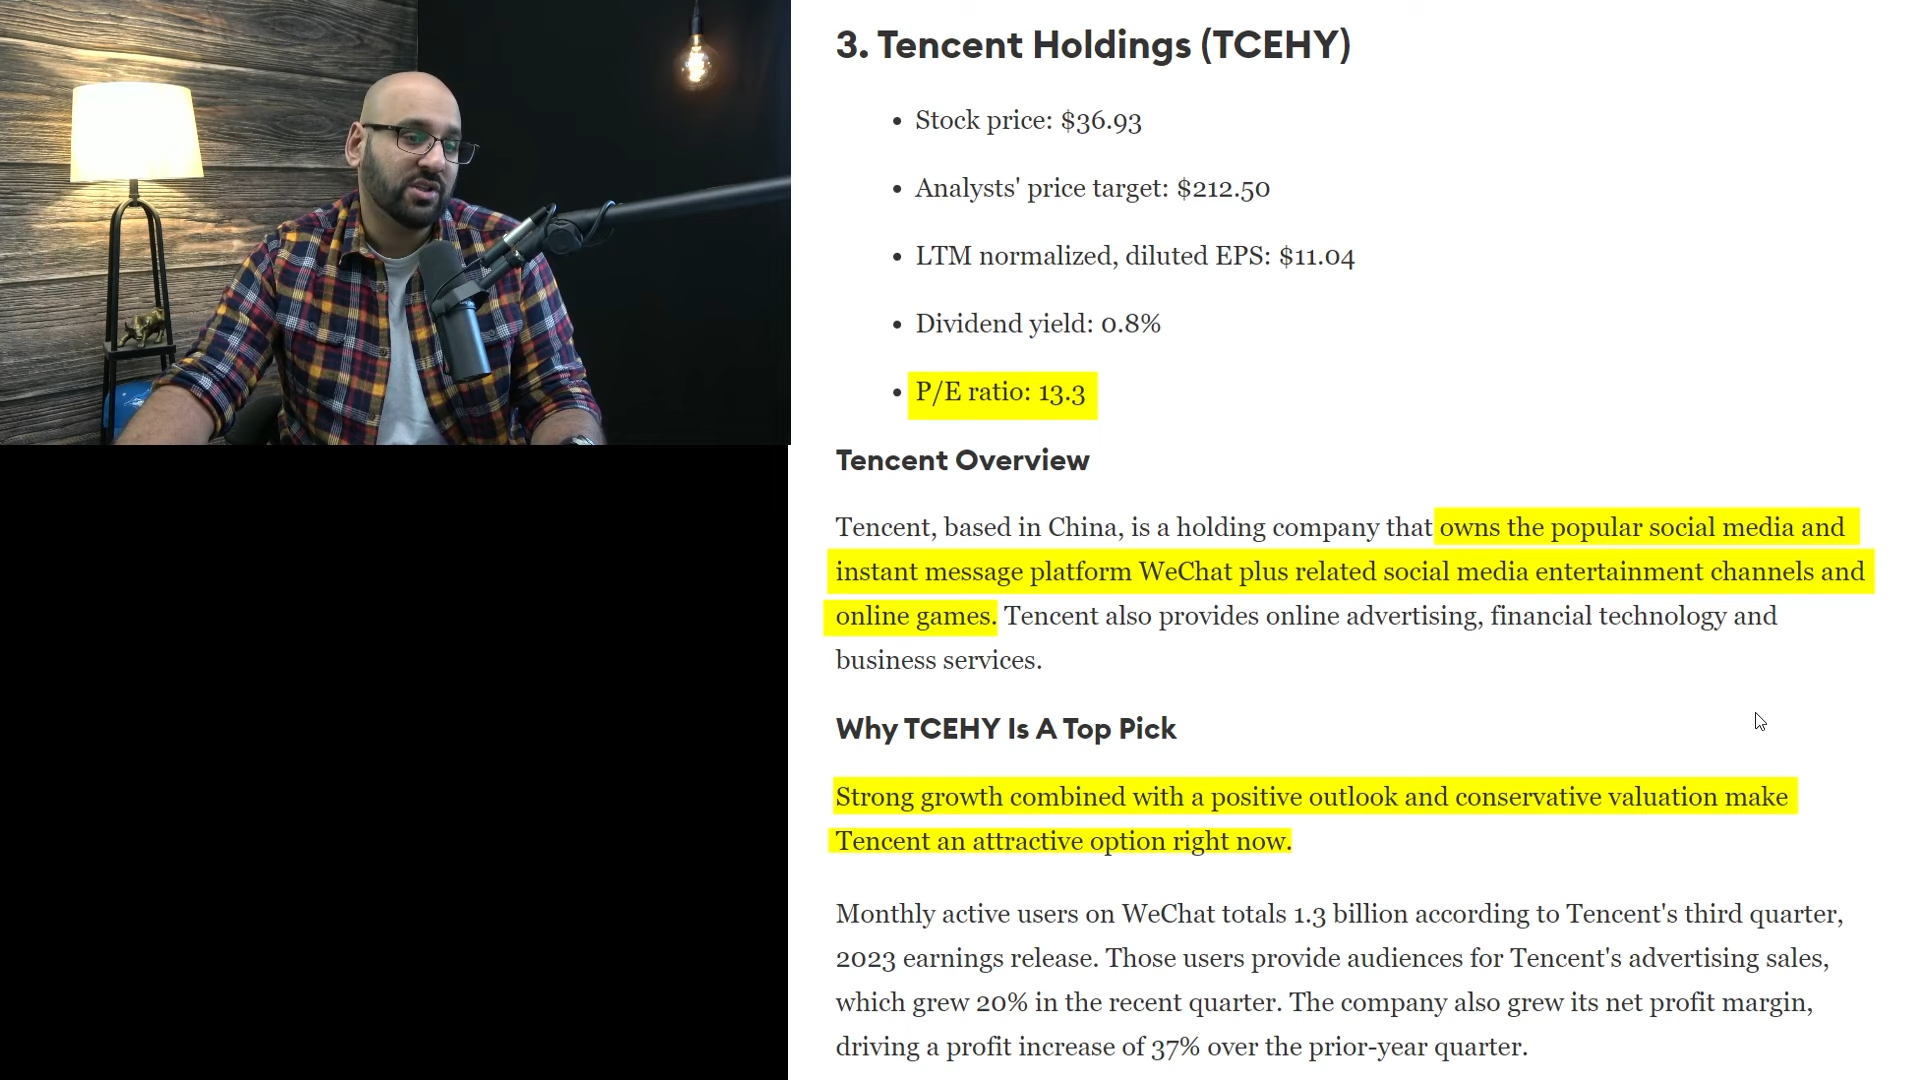 3. Tencent Holdings (TCEHY)
• Stock price: $36.93
• Analysts' price target: $212.50
• LTM normalized, diluted EPS: $11.04
• Dividend yield: 0.8%
• P/E ratio: 13.3
Tencent Overview
Tencent, based in China, is a holding company that owns the popular social media and
instant message platform WeChat plus related social media entertainment channels and
online games. Tencent also provides online advertising, financial technology and
business services.
Why TCEHY Is A Top Pick
Strong growth combined with a positive outlook and conservative valuation make
Tencent an attractive option right now.
Monthly active users on WeChat totals 1.3 billion according to Tencent's third quarter,
2023 earnings release. Those users provide audiences for Tencent's advertising sales,
which grew 20% in the recent quarter. The company also grew its net profit margin,
driving a profit increase of 37% over the prior-year quarter.